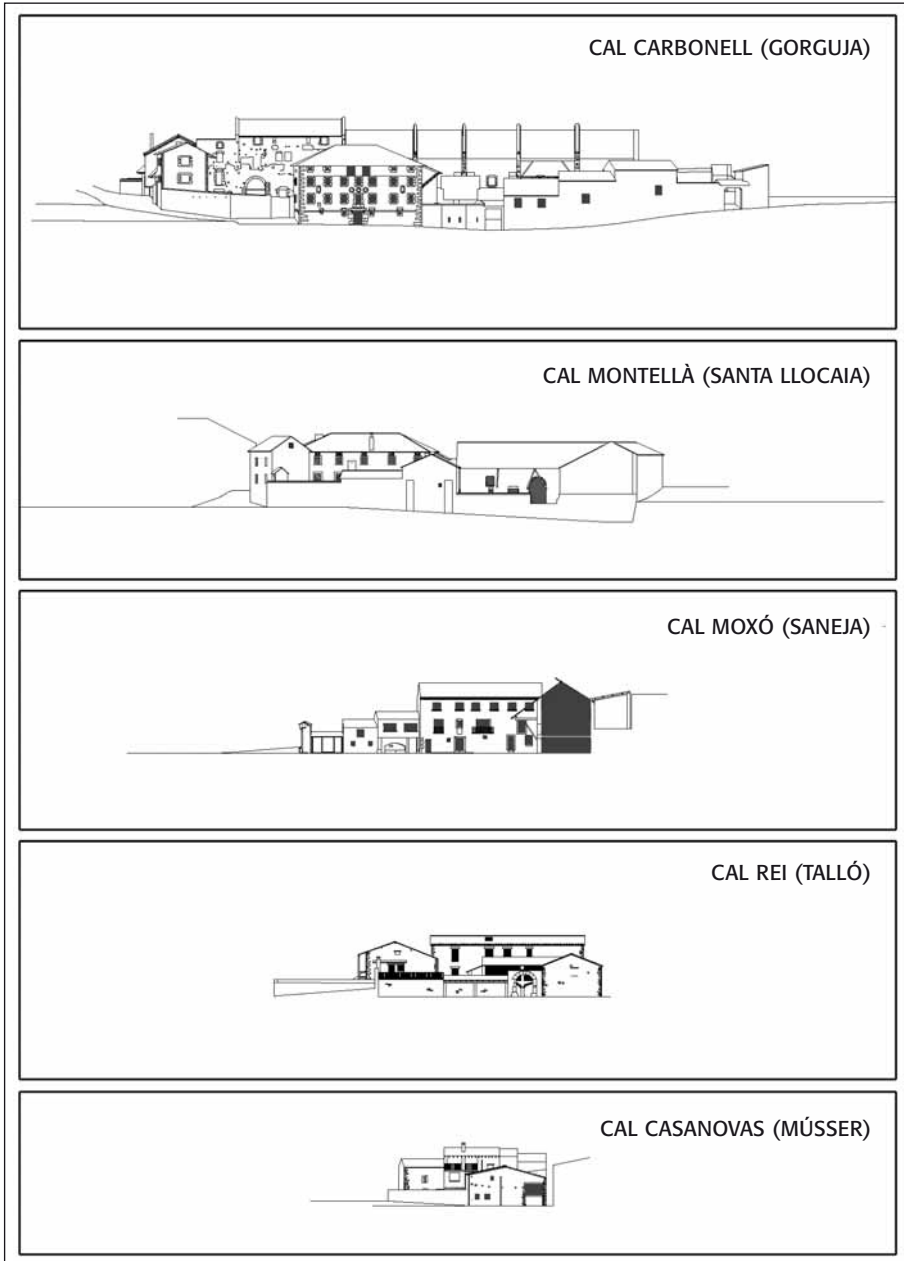 CAL CARBONELL (GORGUJA)
CAL MONTELLÀ (SANTA LLOCAIA)
CAL MOXÓ (SANEJA)
CAL REI (TALLÓ)
CAL CASANOVAS (MÚSSER)